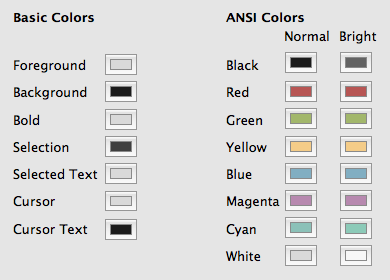 Basic Colors
Foreground
Background
Bold
Selection
Selected Text
Cursor
Cursor Text
ANSI Colors
Normal Bright
Black
Red
Green
Yellow
Blue
Magenta
Cyan
White